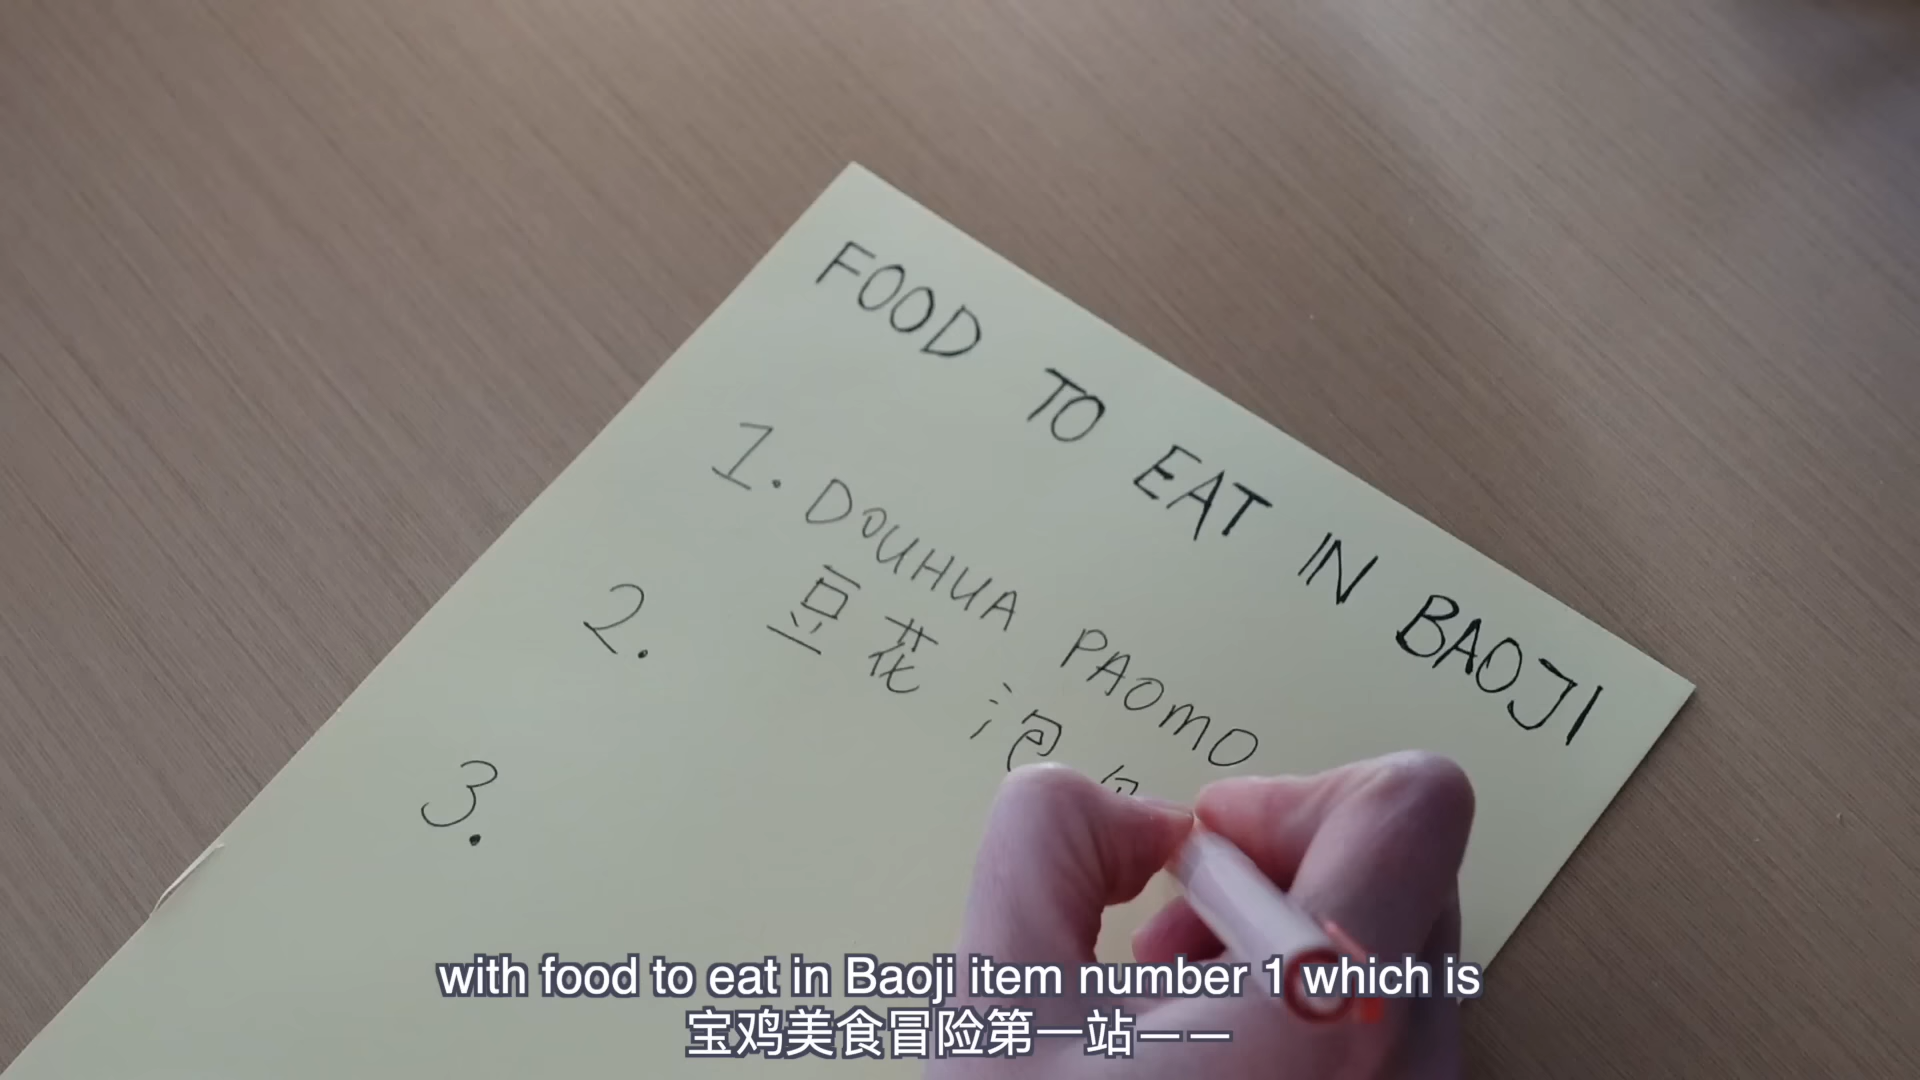 FOOD TO EAT IN BAOJI
1. DOUHUA PAOMO
豆花 泡
2.
3.
with food to eat in Baoji item number 1 which is
宝鸡美食冒险第一站——